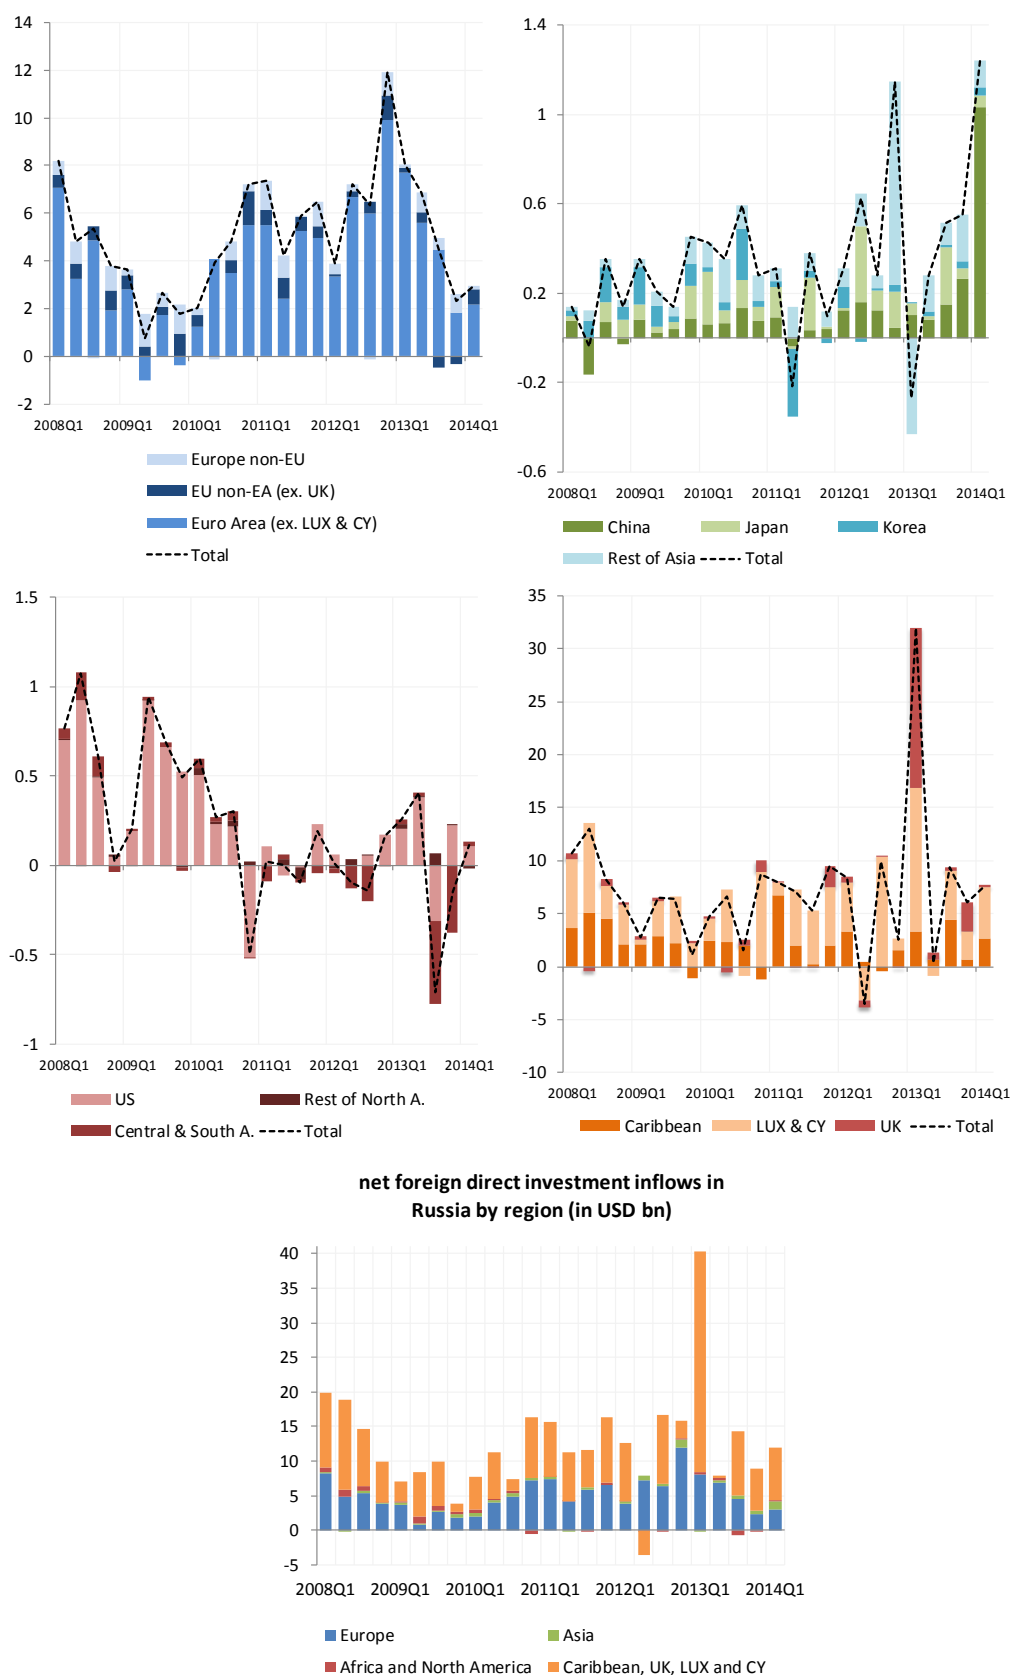 14
12
10
8
6
4
2
0
-2
2008Q1 2009Q1 2010Q1 2011Q1 2012Q1 2013Q1 2014Q1
Europe non-EU
EU non-EA (ex. UK)
Euro Area (ex. LUX & CY)
Total
1.4
1
0.6
0.2
-0.2
-0.6
2008Q1 2009Q1 2010Q1 2011Q1 2012Q1 2013Q1 2014Q1
China Japan Korea
Rest of Asia Total
1.5
1
0.5
0
-0.5
-1
2008Q1 2009Q1 2010Q1 2011Q1 2012Q1 2013Q1 2014Q1
US Rest of North A.
Central & South A. Total
35
30
25
20
15
10
5
0
-5
-10
2008Q1 2009Q1 2010Q1 2011Q1 2012Q1 2013Q1 2014Q1
Caribbean LUX & CY UK Total
net foreign direct investment inflows in
Russia by region (in USD bn)
40
35
30
25
20
15
10
5
0
-5
2008Q1 2009Q1 2010Q1 2011Q1 2012Q1 2013Q1 2014Q1
Europe Asia
Africa and North America Caribbean, UK, LUX and CY